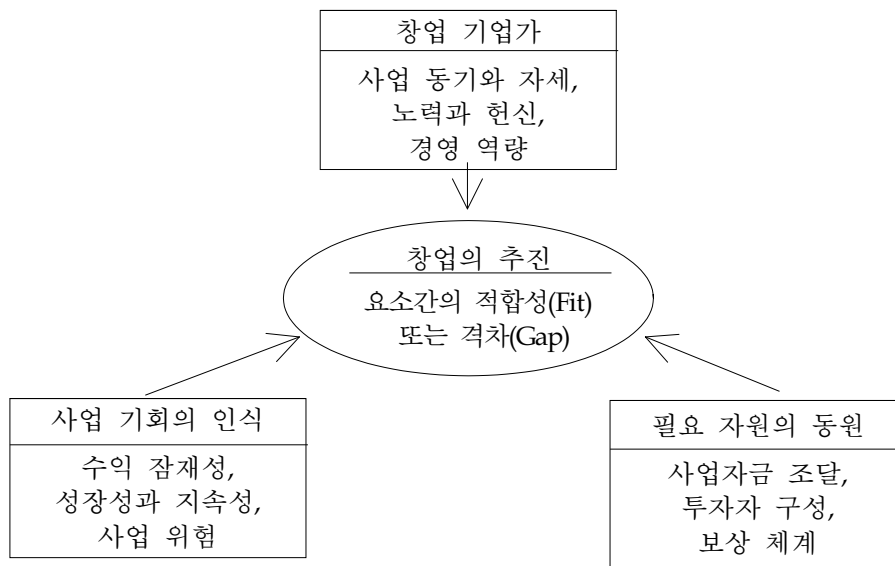 창업 기업가
사업 동기와 자세,
노력과 헌신,
경영 역량
창업의 추진
요소간의 적합성(Fit)
또는 격차(Gap)
사업 기회의 인식
수익 잠재성,
성장성과 지속성,
사업 위험
필요 자원의 동원
사업자금 조달,
투자자 구성,
보상 체계